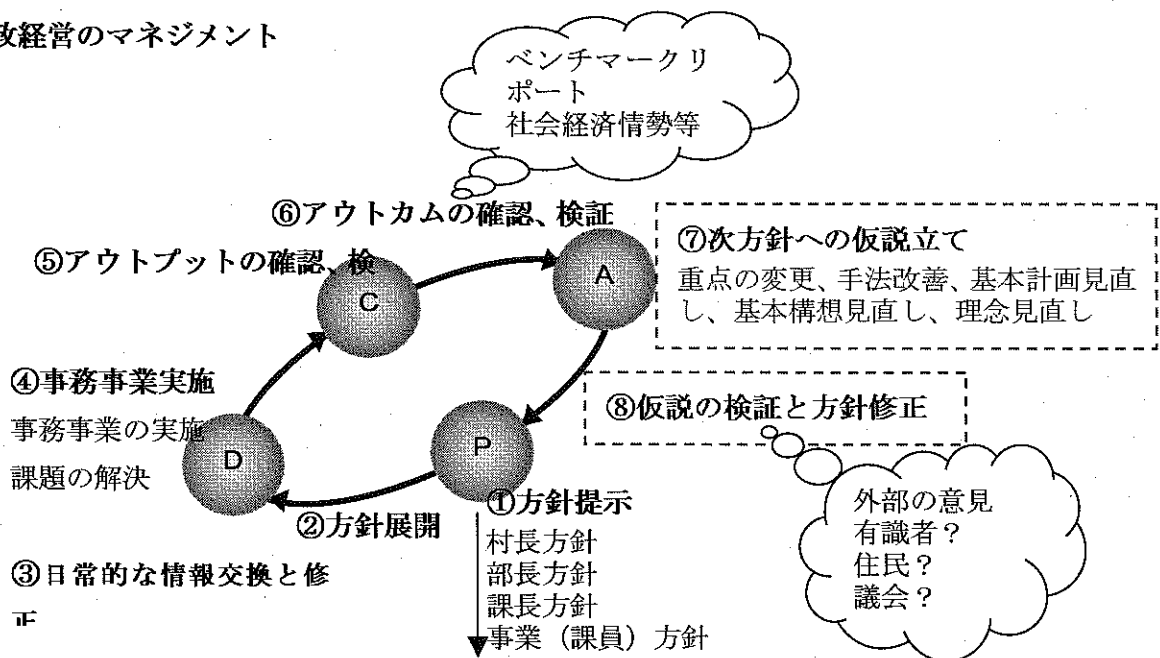 政経営のマネジメント
ベンチマークリ
ポート
社会経済情勢等
⑥アウトカムの確認、検証
⑤アウトプットの確認、検
C
A
⑦次方針への仮説立て
重点の変更、手法改善、基本計画見直
し、基本構想見直し、理念見直し
④事務事業実施
事務事業の実施
課題の解決
D
P
⑧仮説の検証と方針修正
①方針提示
村長方針
部長方針
課長方針
事業（課員）方針
②方針展開
③日常的な情報交換と修
正
外部の意見
有識者？
住民？
議会？